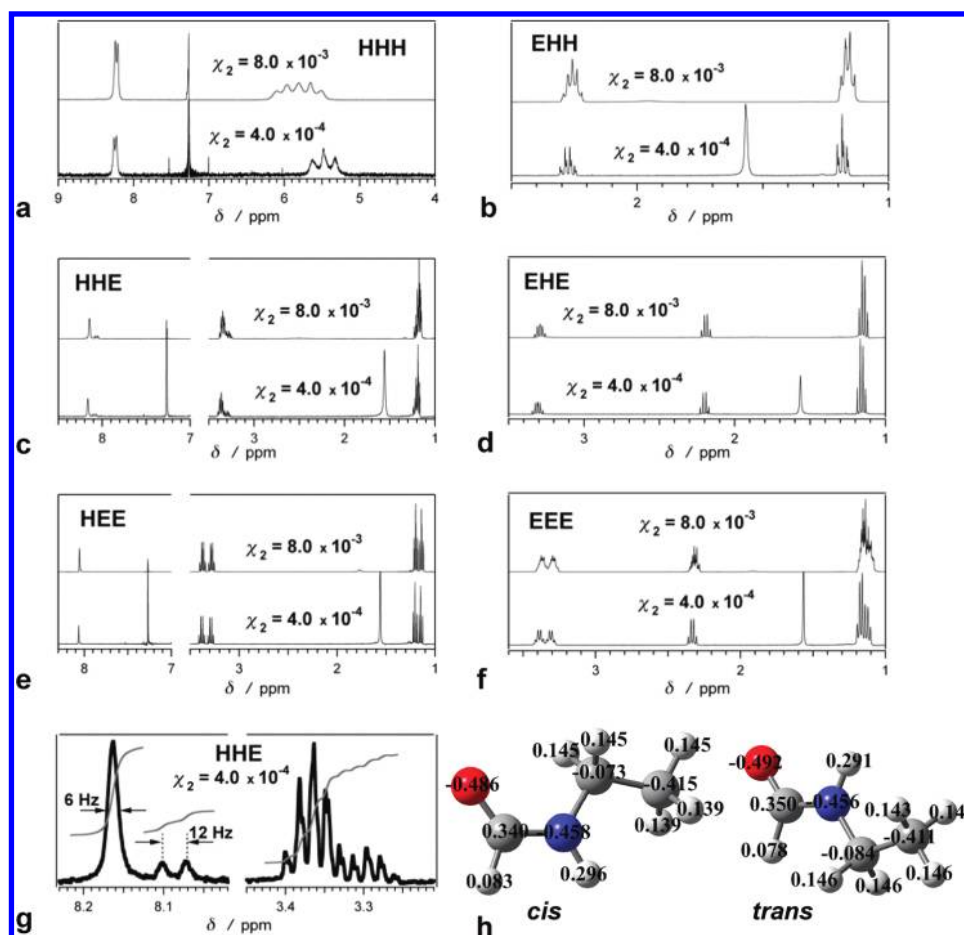 HHH
χ2 = 8.0 x 10-3
χ2 = 4.0 x 10-4
9 8 7 6 5 4
δ / ppm
a
EHH
χ2 = 8.0 x 10-3
χ2 = 4.0 x 10-4
2 1
δ / ppm
b
HHE
χ2 = 8.0 x 10-3
χ2 = 4.0 x 10-4
8 7 3 2 1
δ / ppm
c
EHE
χ2 = 8.0 x 10-3
χ2 = 4.0 x 10-4
3 2 1
δ / ppm
d
HEE
χ2 = 8.0 x 10-3
χ2 = 4.0 x 10-4
8 7 3 2 1
δ / ppm
e
EEE
χ2 = 8.0 x 10-3
χ2 = 4.0 x 10-4
3 2 1
δ / ppm
f
HHE
χ2 = 4.0 x 10-4
6 Hz
12 Hz
8.2 8.1 3.4 3.3
δ / ppm
g
0.145
0.145
0.145
-0.073
-0.415
-0.486
0.139
0.139
0.349
0.458
0.083
0.296
cis
-0.492
0.291
0.350
-0.456
0.143
-0.411
0.078
-0.084
0.146
0.146
0.146
trans
h